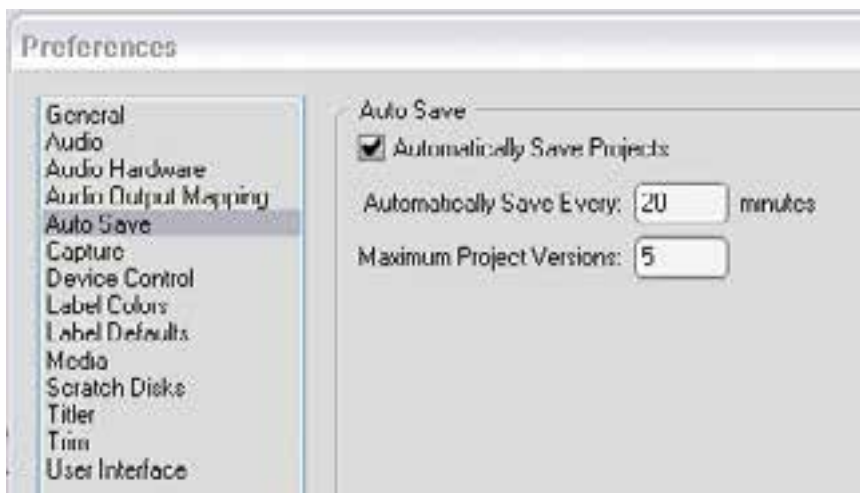 Preferences
General
Audio
Audio Hardware
Audio Output Mapping
Auto Save
Capture
Device Control
Label Colors
Label Defaults
Media
Scratch Disks
Titler
Trim
User Interface
Auto Save
Automatically Save Projects
Automatically Save Every: 20 minutes
Maximum Project Versions: 5